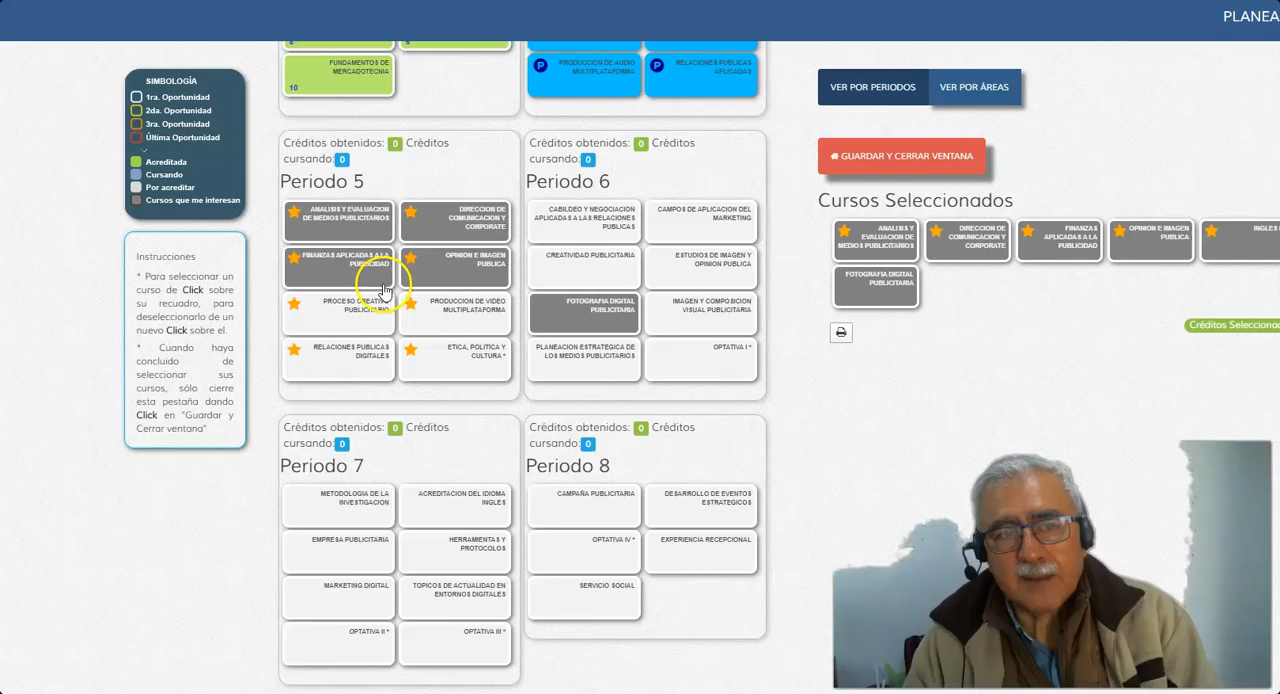 PLANEA
SIMBOLOGÍA
1ra. Oportunidad
2da. Oportunidad
3ra. Oportunidad
Última Oportunidad
Acreditada
Cursando
Por acreditar
Cursos que me interesan
Instrucciones
* Para seleccionar un
curso de Click sobre
su recuadro, para
deseleccionarlo de un
nuevo Click sobre el.
* Cuando haya
concluido de
seleccionar sus
cursos, sólo cierre
esta pestaña dando
Click en "Guardar y
Cerrar ventana"
FUNDAMENTOS DE
MERCADOTECNIA
10
P PRODUCCION DE AUDIO
MULTIPLATAFORMA
P RELACIONES PUBLICAS
APLICADAS
Créditos obtenidos: 0 Créditos
cursando: 0
Periodo 5
ANALISIS Y EVALUACION
DE MEDIOS PUBLICITARIOS
DIRECCION DE
COMUNICACION Y
CORPORATE
FINANZAS APLICADAS A LA
PUBLICIDAD
OPINION E IMAGEN
PUBLICA
PROCESO CREATIVO
PUBLICITARIO
PRODUCCION DE VIDEO
MULTIPLATAFORMA
RELACIONES PUBLICAS
DIGITALES
ETICA, POLITICA Y
CULTURA *
Créditos obtenidos: 0 Créditos
cursando: 0
Periodo 6
CABILDEO Y NEGOCIACION
APLICADAS A LAS RELACIONES
PUBLICAS
CAMPOS DE APLICACION DEL
MARKETING
CREATIVIDAD PUBLICITARIA
ESTUDIOS DE IMAGEN Y
OPINION PUBLICA
FOTOGRAFIA DIGITAL
PUBLICITARIA
IMAGEN Y COMPOSICION
VISUAL PUBLICITARIA
PLANEACION ESTRATEGICA DE
LOS MEDIOS PUBLICITARIOS
OPTATIVA I *
Créditos obtenidos: 0 Créditos
cursando: 0
Periodo 7
METODOLOGIA DE LA
INVESTIGACION
ACREDITACION DEL IDIOMA
INGLES
EMPRESA PUBLICITARIA
HERRAMIENTAS Y
PROTOCOLOS
MARKETING DIGITAL
TOPICOS DE ACTUALIDAD EN
ENTORNOS DIGITALES
OPTATIVA II *
OPTATIVA III *
Créditos obtenidos: 0 Créditos
cursando: 0
Periodo 8
CAMPAÑA PUBLICITARIA
DESARROLLO DE EVENTOS
ESTRATEGICOS
OPTATIVA IV *
EXPERIENCIA RECEPCIONAL
SERVICIO SOCIAL
VER POR PERIODOS
VER POR ÁREAS
GUARDAR Y CERRAR VENTANA
Cursos Seleccionados
ANALISIS Y
EVALUACION DE
MEDIOS PUBLICITARIOS
DIRECCION DE
COMUNICACION Y
CORPORATE
FINANZAS
APLICADAS A LA
PUBLICIDAD
OPINION E IMAGEN
PUBLICA
INGLES
FOTOGRAFIA DIGITAL
PUBLICITARIA
Créditos Selecciona